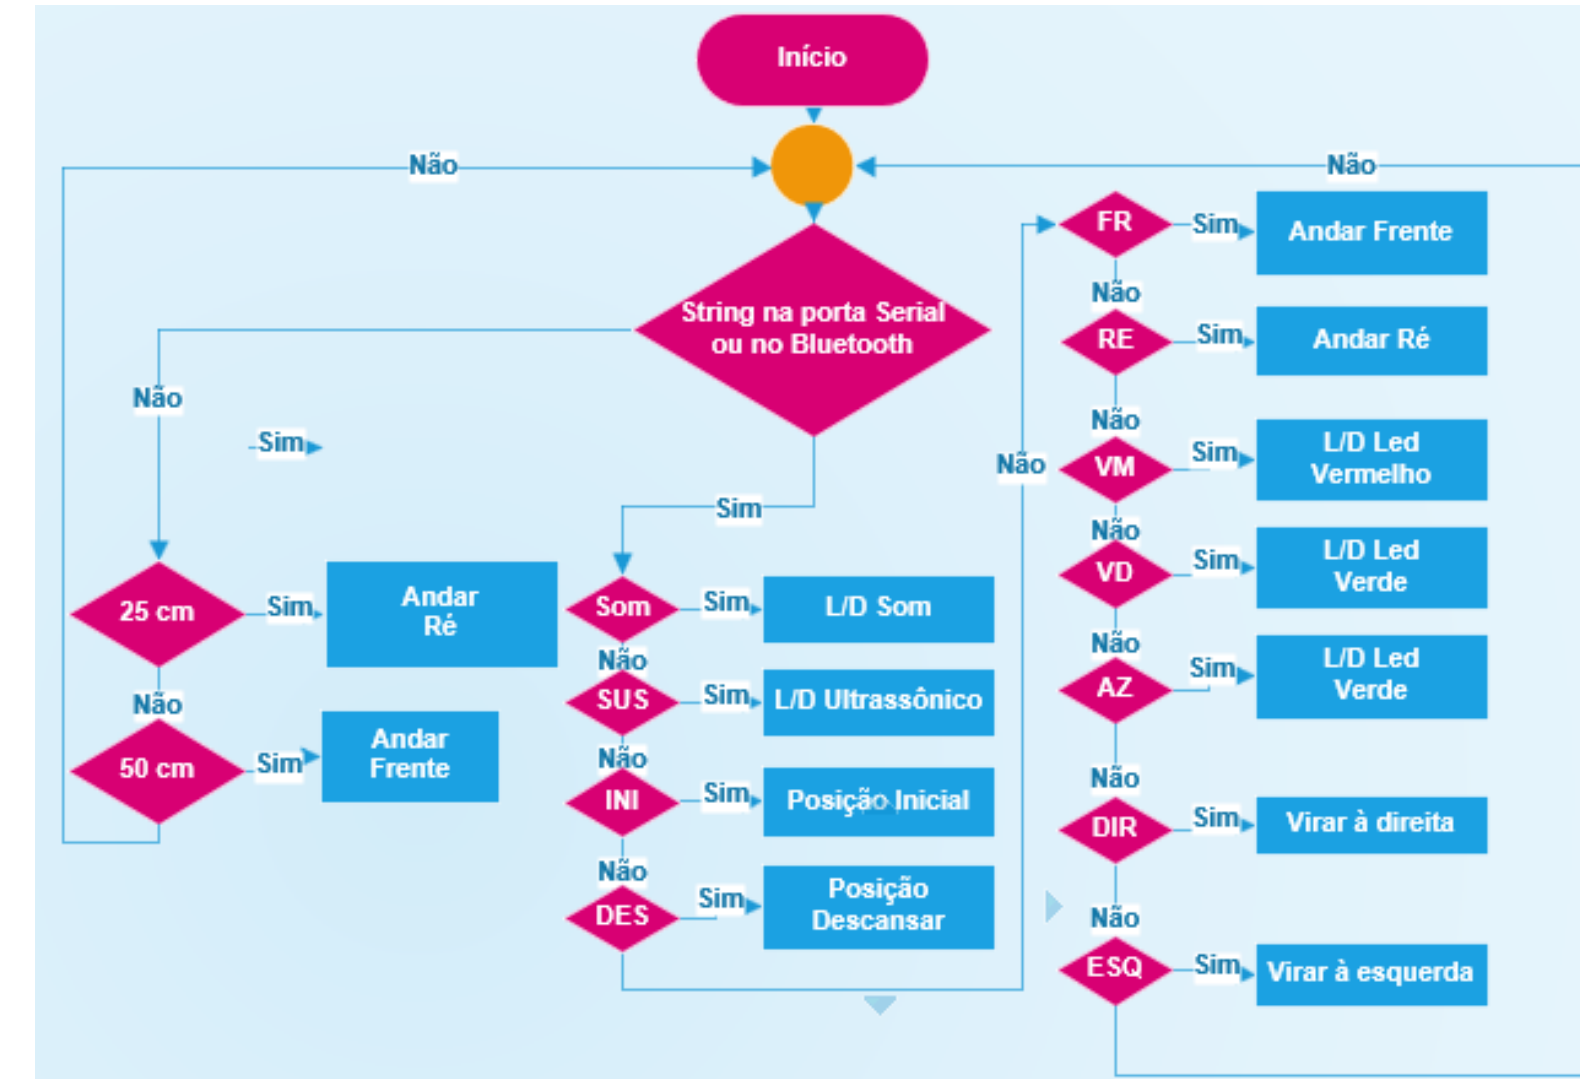 Início
Não
Não
String na porta Serial
ou no Bluetooth
Não
Sim
Sim
25 cm
Sim
Andar
Ré
Não
50 cm
Sim
Andar
Frente
Som
Sim
L/D Som
Não
SUS
Sim
L/D Ultrassônico
Não
INI
Sim
Posição Inicial
Não
DES
Sim
Posição
Descansar
Não
FR
Sim
Andar Frente
Não
RE
Sim
Andar Ré
Não
VM
Sim
L/D Led
Vermelho
Não
VD
Sim
L/D Led
Verde
Não
AZ
Sim
L/D Led
Verde
Não
DIR
Sim
Virar à direita
Não
ESQ
Sim
Virar à esquerda